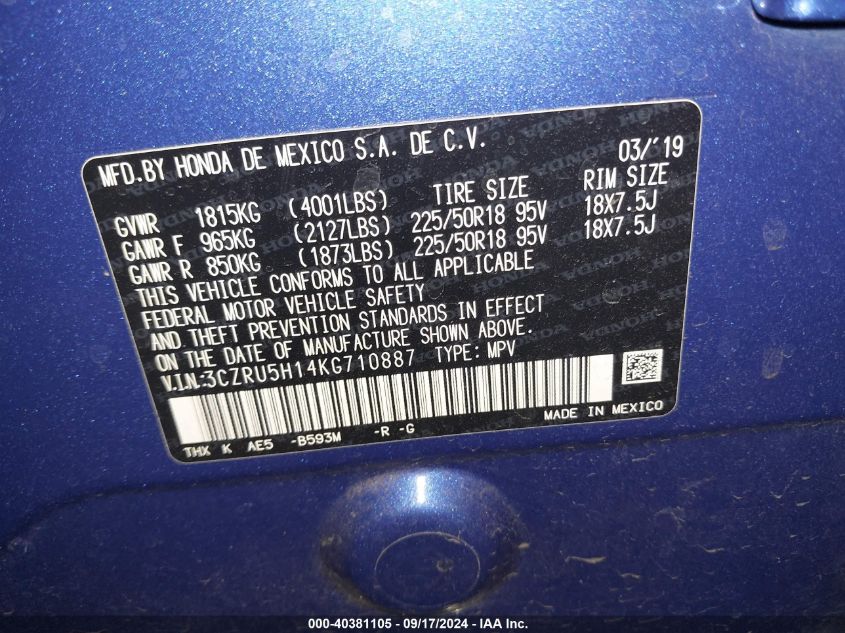 MFD.BY HONDA DE MEXICO S.A. DE C.V. 03/'19
GVWR 1815KG (4001LBS) TIRE SIZE RIM SIZE
GAWR F 965KG (2127LBS) 225/50R18 95V 18X7.5J
GAWR R 850KG (1873LBS) 225/50R18 95V 18X7.5J
THIS VEHICLE CONFORMS TO ALL APPLICABLE
FEDERAL MOTOR VEHICLE SAFETY
AND THEFT PREVENTION STANDARDS IN EFFECT
ON THE DATE OF MANUFACTURE SHOWN ABOVE.
V.I.N.:3CZRU5H14KG710887 TYPE: MPV
MADE IN MEXICO
THX K AE5 -B593M -R -G
000-40381105 - 09/17/2024 - IAA Inc.